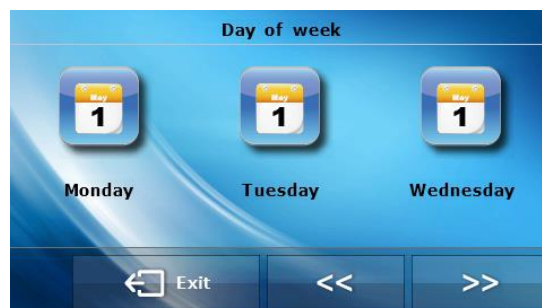 Day of week
May May May
1 1 1
Monday Tuesday Wednesday
Exit << >>